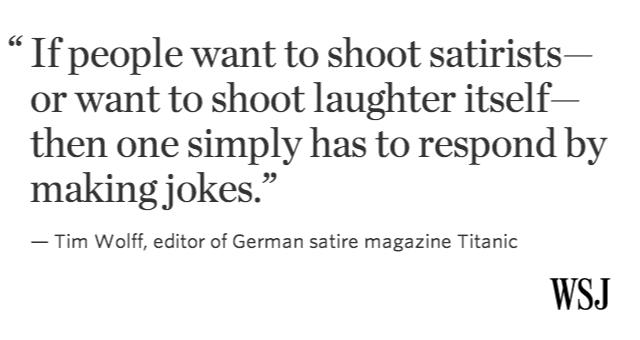 “ If people want to shoot satirists—
or want to shoot laughter itself—
then one simply has to respond by
making jokes.”
— Tim Wolff, editor of German satire magazine Titanic
WSJ